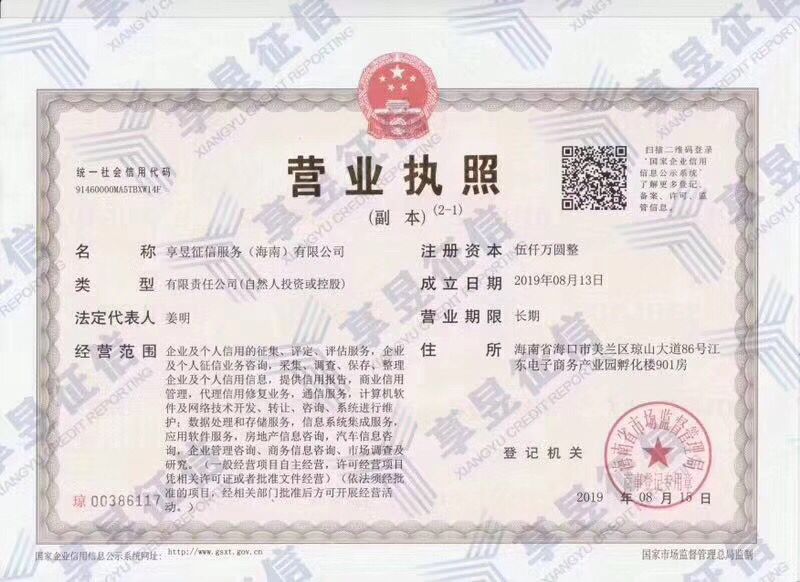 享昱征信
XIANGYU CREDIT REPORTING
统一社会信用代码
91460000MA5TBXW14F
营业执照
(副 本) (2-1)
扫描二维码登录
"国家企业信用
信息公示系统"
了解更多登记、
备案、许可、监
管信息。
名 称 享昱征信服务（海南）有限公司
类 型 有限责任公司(自然人投资或控股)
法定代表人 姜明
经营范围 企业及个人信用的征集、评定、评估服务，企业
及个人征信业务咨询，采集、调查、保存、整理
企业及个人信用信息，提供信用报告，商业信用
管理，代理信用修复业务，通信服务，计算机软
件及网络技术开发、转让、咨询、系统进行维
护；数据处理和存储服务，信息系统集成服务，
应用软件服务，房地产信息咨询，汽车信息咨
询，企业管理咨询、商务信息咨询、市场调查及
研究。（一般经营项目自主经营，许可经营项目
凭相关许可证或者批准文件经营）（依法须经批
准的项目，经相关部门批准后方可开展经营活
动。）
注册资本 伍仟万圆整
成立日期 2019年08月13日
营业期限 长期
住 所 海南省海口市美兰区琼山大道86号江
东电子商务产业园孵化楼901房
登记机关
海南省市场监督管理局
商事登记专用章
2019 年 08 月 15 日
琼 00386117
国家企业信用信息公示系统网址： http://www.gsxt.gov.cn
国家市场监督管理总局监制